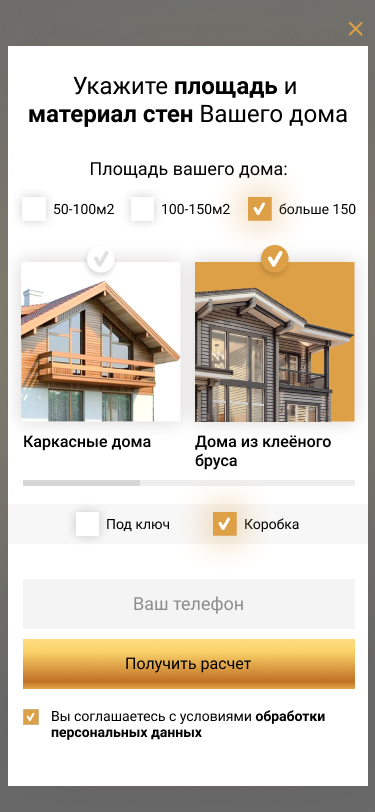 Укажите площадь и
материал стен Вашего дома
Площадь вашего дома:
50-100м2 100-150м2 больше 150
Каркасные дома
Дома из клеёного
бруса
Под ключ Коробка
Ваш телефон
Получить расчет
Вы соглашаетесь с условиями обработки
персональных данных